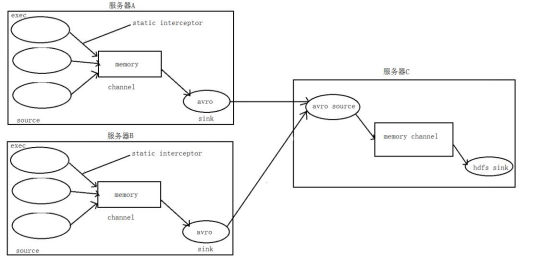 服务器A
exec
static interceptor
memory
channel
avro
sink
source
服务器B
exec
static interceptor
memory
channel
avro
sink
source
服务器C
avro source
memory channel
hdfs sink